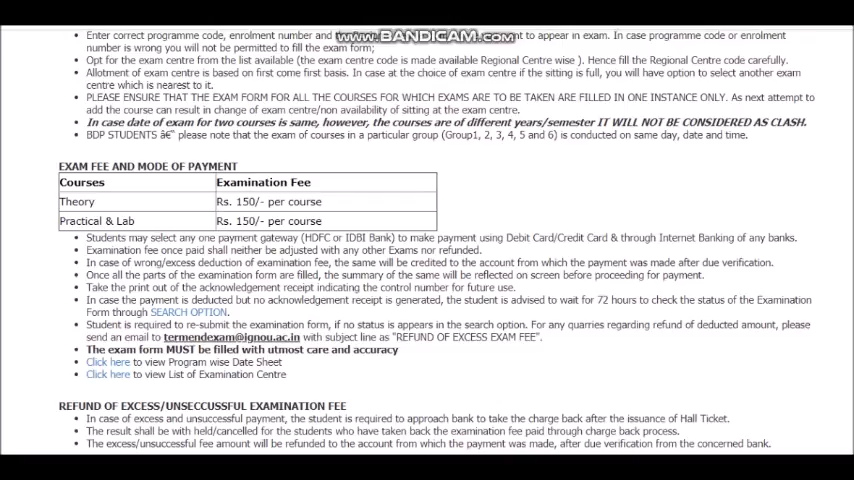 www.BANDICAM.com
Enter correct programme code, enrolment number and the nt to appear in exam. In case programme code or enrolment
number is wrong you will not be permitted to fill the exam form;
Opt for the exam centre from the list available (the exam centre code is made available Regional Centre wise ). Hence fill the Regional Centre code carefully.
Allotment of exam centre is based on first come first basis. In case at the choice of exam centre if the sitting is full, you will have option to select another exam
centre which is nearest to it.
PLEASE ENSURE THAT THE EXAM FORM FOR ALL THE COURSES FOR WHICH EXAMS ARE TO BE TAKEN ARE FILLED IN ONE INSTANCE ONLY. As next attempt to
add the course can result in change of exam centre/non availability of sitting at the exam centre.
In case date of exam for two courses is same, however, the courses are of different years/semester IT WILL NOT BE CONSIDERED AS CLASH.
BDP STUDENTS â€“ please note that the exam of courses in a particular group (Group1, 2, 3, 4, 5 and 6) is conducted on same day, date and time.
EXAM FEE AND MODE OF PAYMENT
Courses Examination Fee
Theory Rs. 150/- per course
Practical & Lab Rs. 150/- per course
Students may select any one payment gateway (HDFC or IDBI Bank) to make payment using Debit Card/Credit Card & through Internet Banking of any banks.
Examination fee once paid shall neither be adjusted with any other Exams nor refunded.
In case of wrong/excess deduction of examination fee, the same will be credited to the account from which the payment was made after due verification.
Once all the parts of the examination form are filled, the summary of the same will be reflected on screen before proceeding for payment.
Take the print out of the acknowledgement receipt indicating the control number for future use.
In case the payment is deducted but no acknowledgement receipt is generated, the student is advised to wait for 72 hours to check the status of the Examination
Form through SEARCH OPTION.
Student is required to re-submit the examination form, if no status is appears in the search option. For any quarries regarding refund of deducted amount, please
send an email to termendexam@ignou.ac.in with subject line as "REFUND OF EXCESS EXAM FEE".
The exam form MUST be filled with utmost care and accuracy
Click here to view Program wise Date Sheet
Click here to view List of Examination Centre
REFUND OF EXCESS/UNSECCUSSFUL EXAMINATION FEE
In case of excess and unsuccessful payment, the student is required to approach bank to take the charge back after the issuance of Hall Ticket.
The result shall be with held/cancelled for the students who have taken back the examination fee paid through charge back process.
The excess/unsuccessful fee amount will be refunded to the account from which the payment was made, after due verification from the concerned bank.